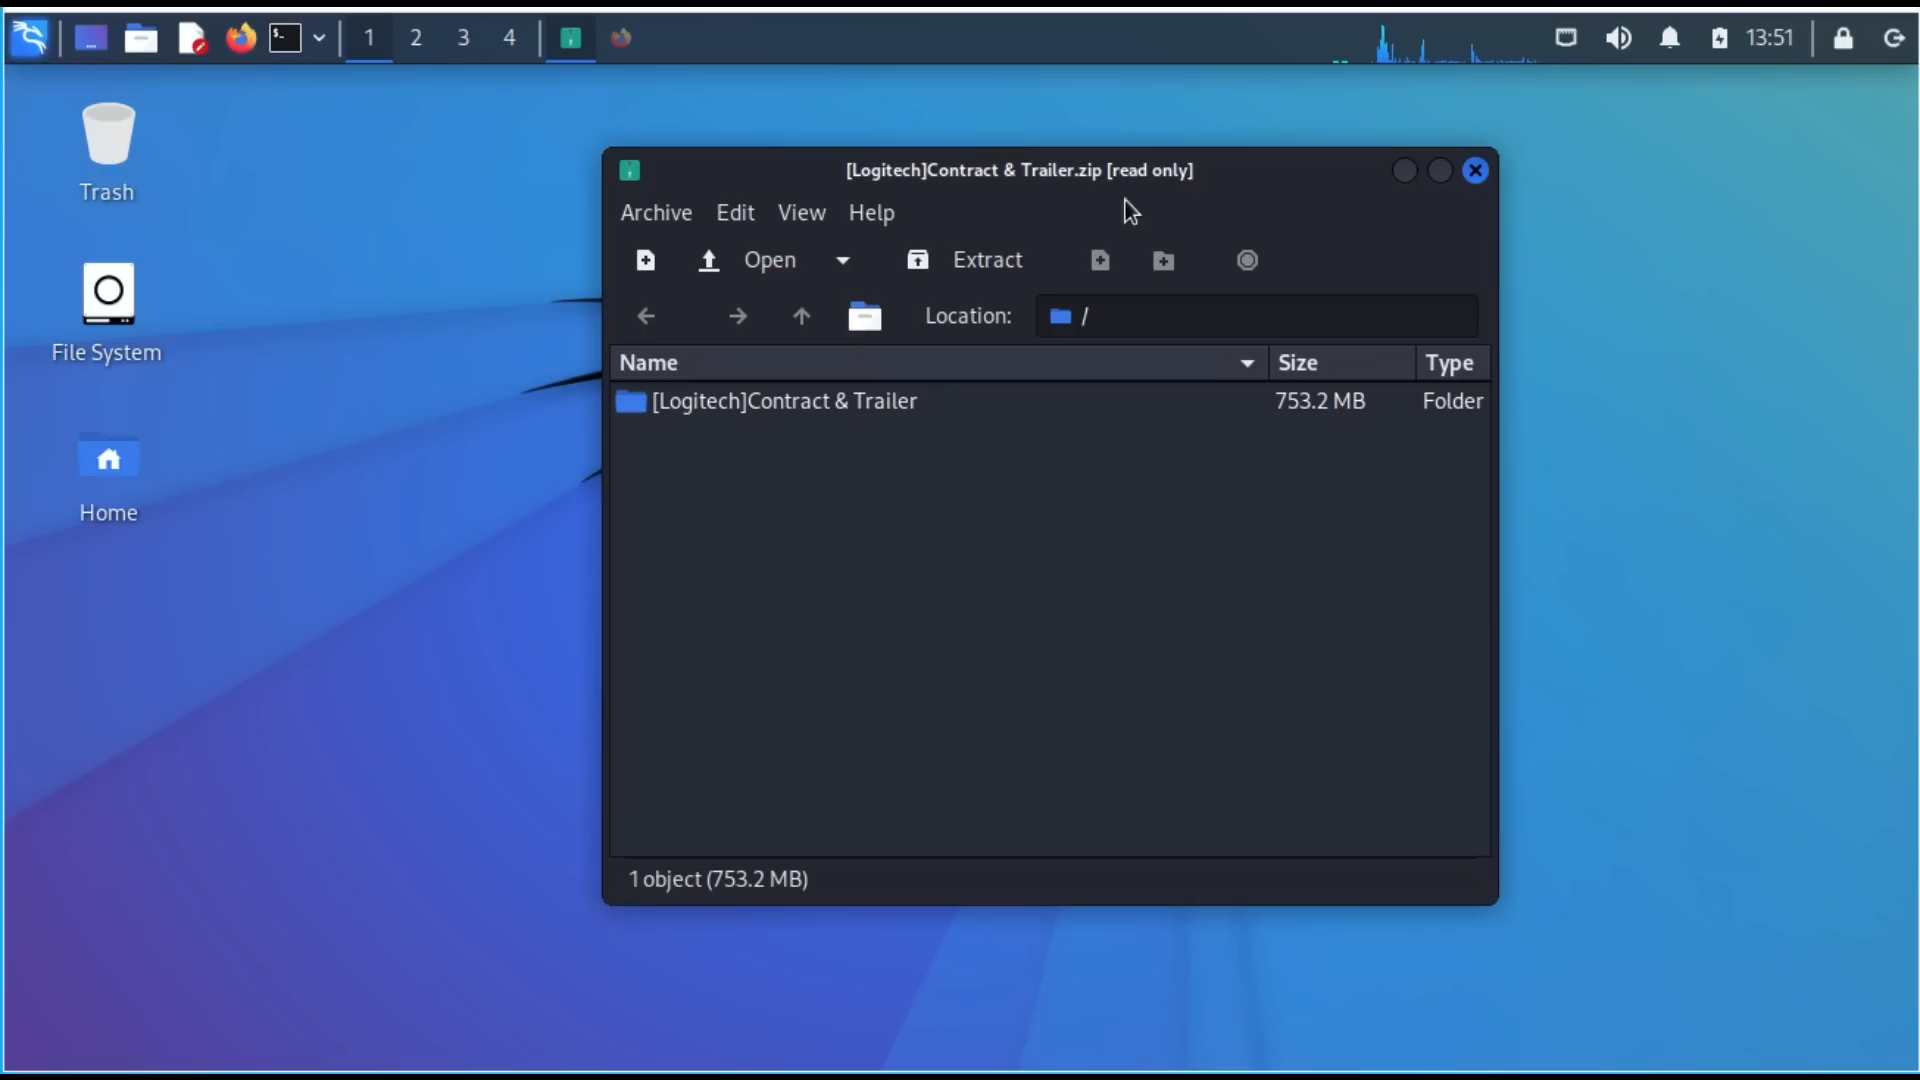 1 2 3 4
13:51
Trash
File System
Home
[Logitech]Contract & Trailer.zip [read only]
Archive Edit View Help
Open Extract
Location: /
Name Size Type
[Logitech]Contract & Trailer 753.2 MB Folder
1 object (753.2 MB)